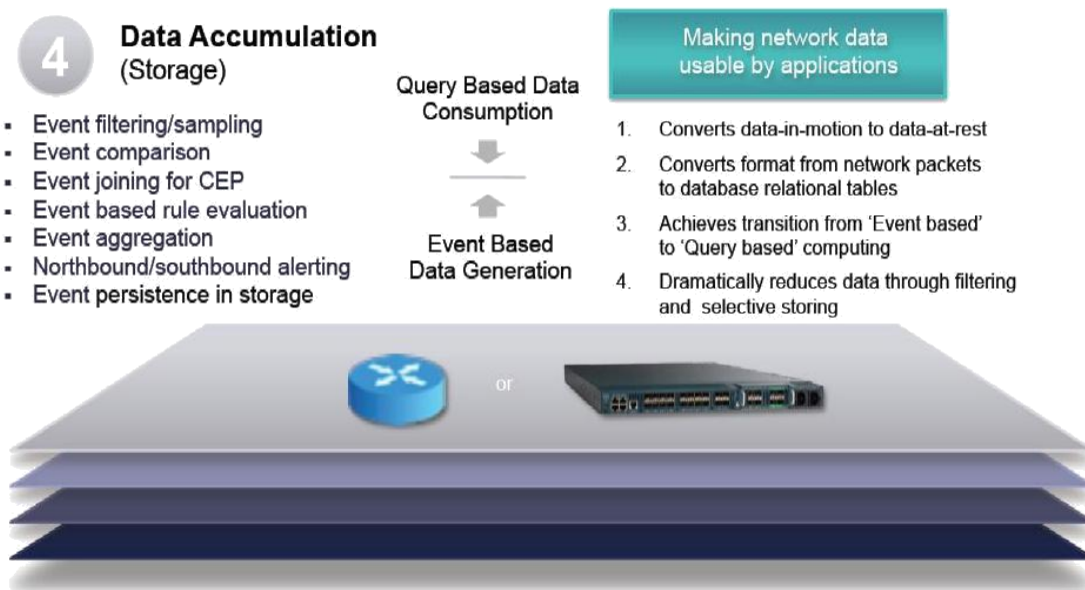 4
Data Accumulation
(Storage)
▪ Event filtering/sampling
▪ Event comparison
▪ Event joining for CEP
▪ Event based rule evaluation
▪ Event aggregation
▪ Northbound/southbound alerting
▪ Event persistence in storage
Query Based Data
Consumption
Event Based
Data Generation
Making network data
usable by applications
1. Converts data-in-motion to data-at-rest
2. Converts format from network packets
to database relational tables
3. Achieves transition from ‘Event based’
to ‘Query based’ computing
4. Dramatically reduces data through filtering
and selective storing
or